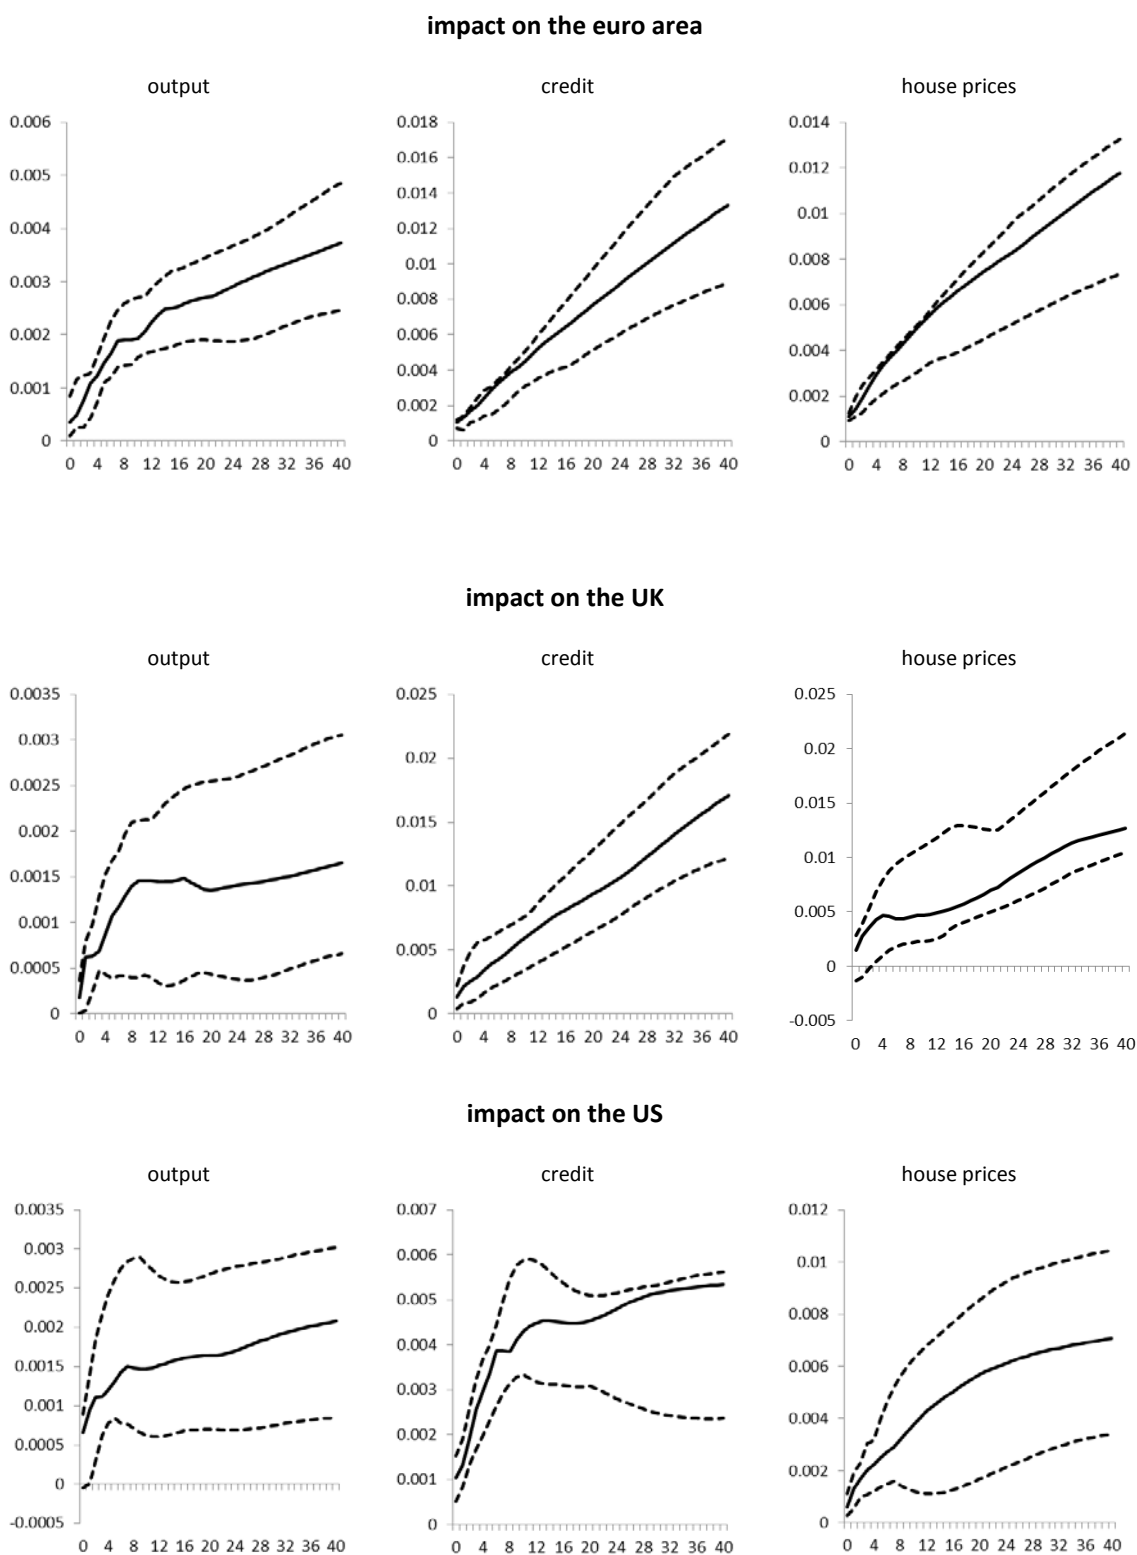 impact on the euro area
output credit house prices
0.006 0.018 0.014
0.005 0.016 0.012
0.004 0.014 0.01
0.003 0.012 0.008
0.002 0.01 0.006
0.001 0.008 0.004
0 0.006 0.002
0.004 0
0.002
0
0 4 8 12 16 20 24 28 32 36 40 0 4 8 12 16 20 24 28 32 36 40 0 4 8 12 16 20 24 28 32 36 40
impact on the UK
output credit house prices
0.0035 0.025 0.025
0.003 0.02 0.02
0.0025 0.015 0.015
0.002 0.01 0.01
0.0015 0.005 0.005
0.001 0 0
0.0005 -0.005
0
0 4 8 12 16 20 24 28 32 36 40 0 4 8 12 16 20 24 28 32 36 40 0 4 8 12 16 20 24 28 32 36 40
impact on the US
output credit house prices
0.0035 0.007 0.012
0.003 0.006 0.01
0.0025 0.005 0.008
0.002 0.004 0.006
0.0015 0.003 0.004
0.001 0.002 0.002
0.0005 0.001 0
0 0
-0.0005
0 4 8 12 16 20 24 28 32 36 40 0 4 8 12 16 20 24 28 32 36 40 0 4 8 12 16 20 24 28 32 36 40